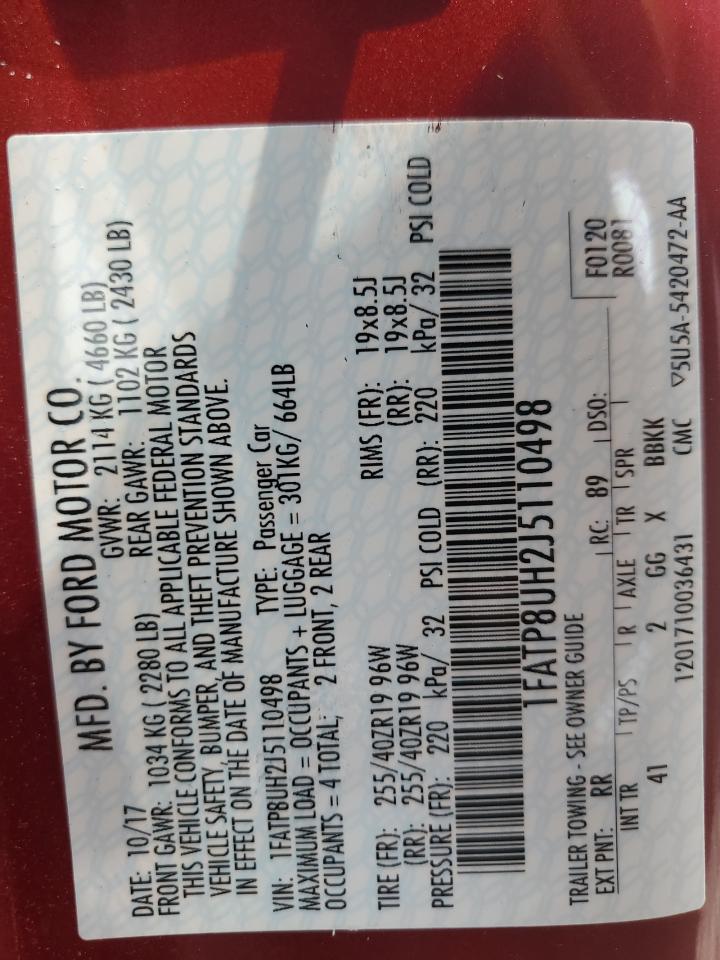 MFD. BY FORD MOTOR CO.
DATE: 10/17 GVWR: 2114 KG ( 4660 LB)
FRONT GAWR: 1034 KG ( 2280 LB) REAR GAWR: 1102 KG ( 2430 LB)
THIS VEHICLE CONFORMS TO ALL APPLICABLE FEDERAL MOTOR
VEHICLE SAFETY, BUMPER, AND THEFT PREVENTION STANDARDS
IN EFFECT ON THE DATE OF MANUFACTURE SHOWN ABOVE.
VIN: 1FATP8UH2J5110498 TYPE: Passenger Car
MAXIMUM LOAD = OCCUPANTS + LUGGAGE = 301KG/ 664LB
OCCUPANTS = 4 TOTAL; 2 FRONT, 2 REAR
TIRE (FR): 255/40ZR19 96W RIMS (FR): 19x8.5J
(RR): 255/40ZR19 96W (RR): 19x8.5J
PRESSURE (FR): 220 kPa/ 32 PSI COLD (RR): 220 kPa/ 32 PSI COLD
1FATP8UH2J5110498
TRAILER TOWING - SEE OWNER GUIDE
EXT PNT: RR RC: 89 DSO: F0120
R0081
INT TR TP/PS R AXLE TR SPR
41 2 GG X BBKK
1201710036431 CMC ▽5U5A-5420472-AA